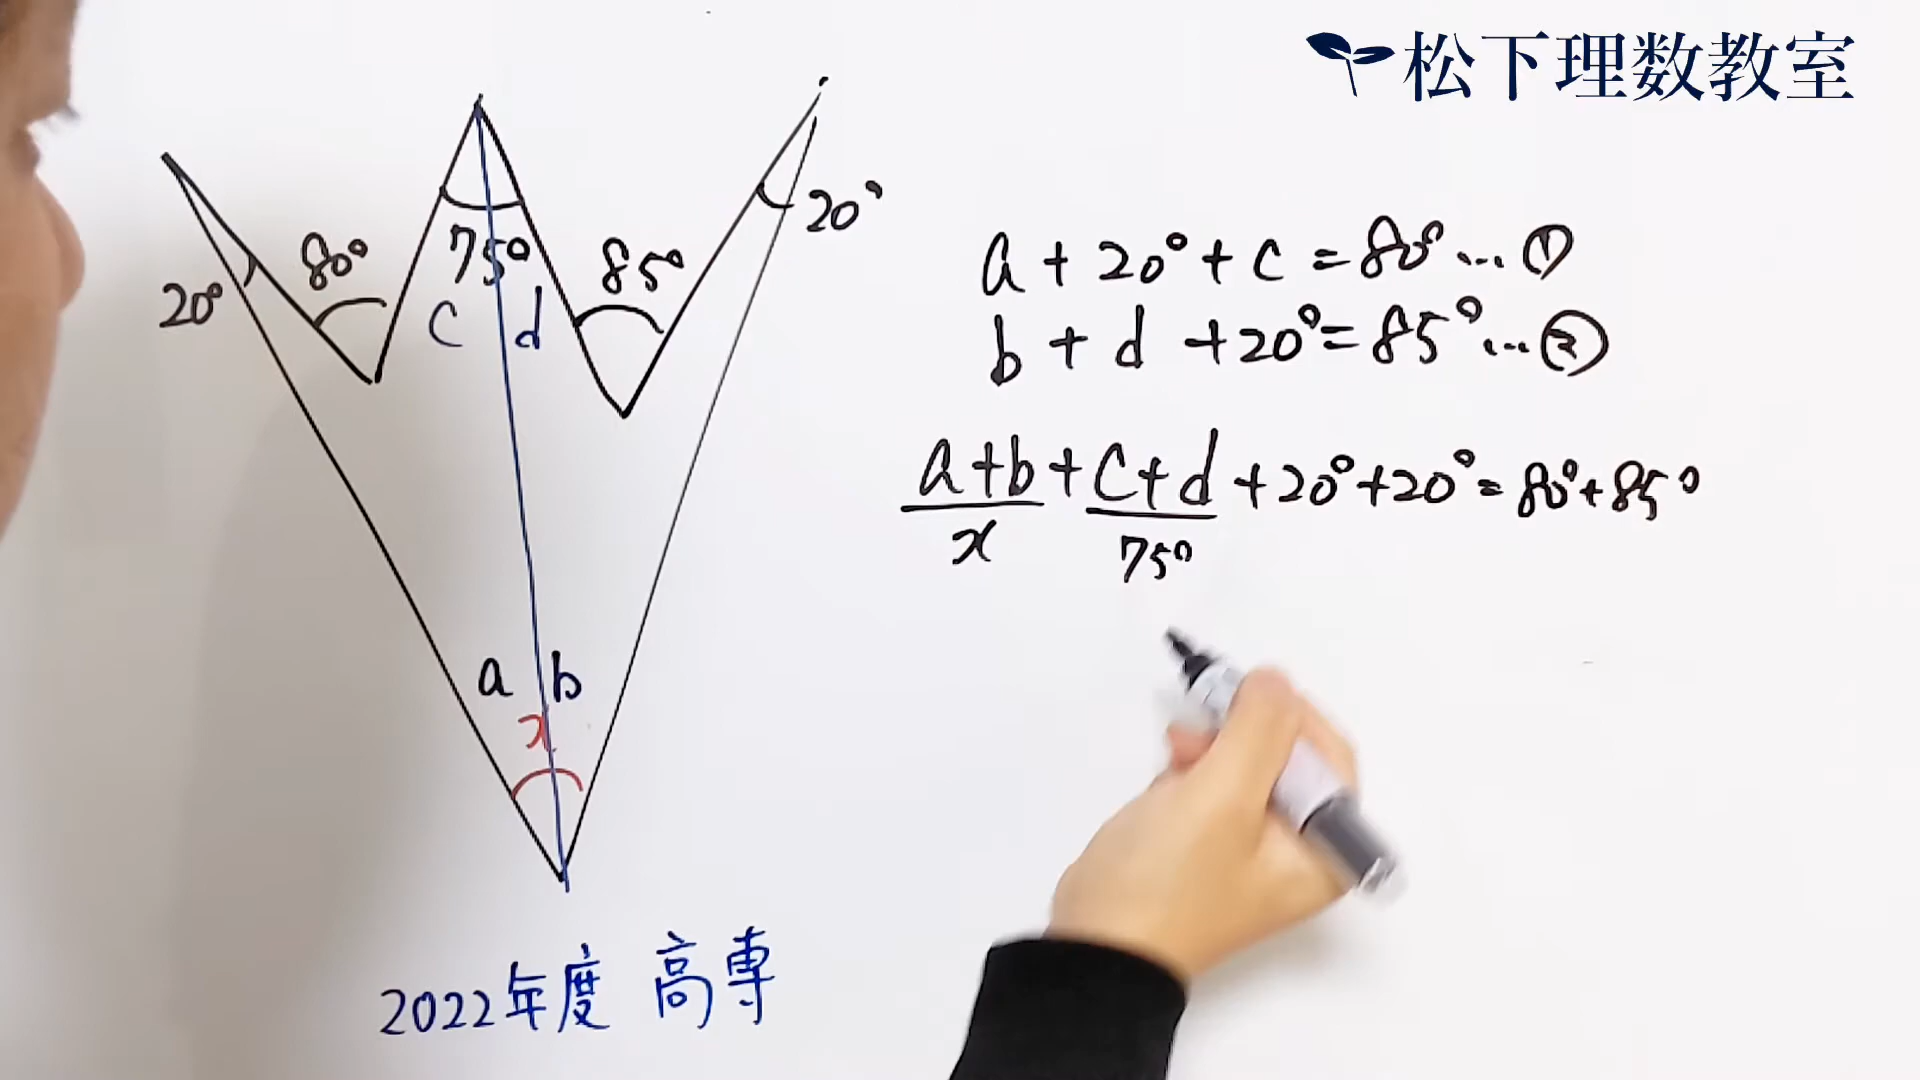 松下理数教室
20°
80°
75°
85°
20°
c
d
a
b
x
2022年度 高専
a + 20° + c = 80° … ①
b + d + 20° = 85° … ②
a+b + c+d + 20° + 20° = 80° + 85°
x
75°